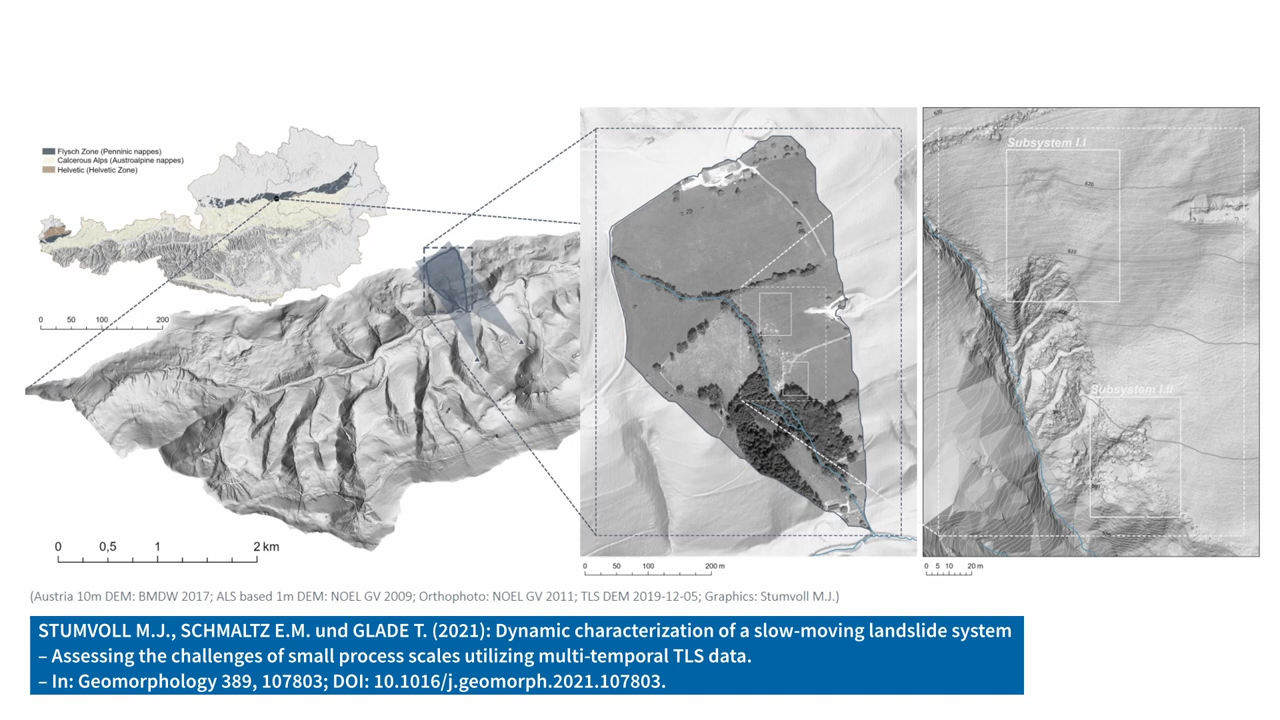 Flysch Zone (Penninic nappes)
Calcerous Alps (Austroalpine nappes)
Helvetic (Helvetic Zone)
0 50 100 200
0 0,5 1 2 km
0 50 100 200 m
Subsystem I.I
Subsystem I.II
0 5 10 20 m
(Austria 10m DEM: BMDW 2017; ALS based 1m DEM: NOEL GV 2009; Orthophoto: NOEL GV 2011; TLS DEM 2019-12-05; Graphics: Stumvoll M.J.)
STUMVOLL M.J., SCHMALTZ E.M. und GLADE T. (2021): Dynamic characterization of a slow-moving landslide system
– Assessing the challenges of small process scales utilizing multi-temporal TLS data.
– In: Geomorphology 389, 107803; DOI: 10.1016/j.geomorph.2021.107803.